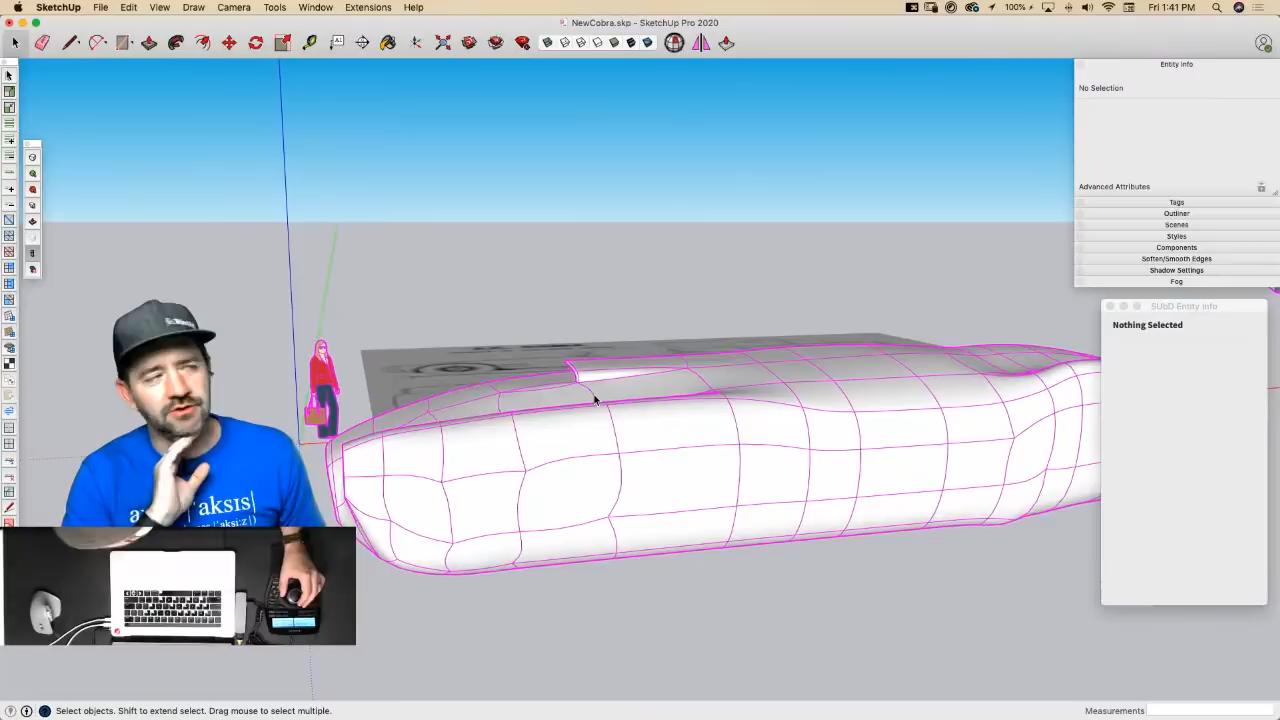 SketchUp File Edit View Draw Camera Tools Window Extensions Help
100% Fri 1:41 PM
NewCobra.skp - SketchUp Pro 2020
Entity Info
No Selection
Advanced Attributes
Tags
Outliner
Scenes
Styles
Components
Soften/Smooth Edges
Shadow Settings
Fog
SUbD Entity Info
Nothing Selected
Select objects. Shift to extend select. Drag mouse to select multiple.
Measurements